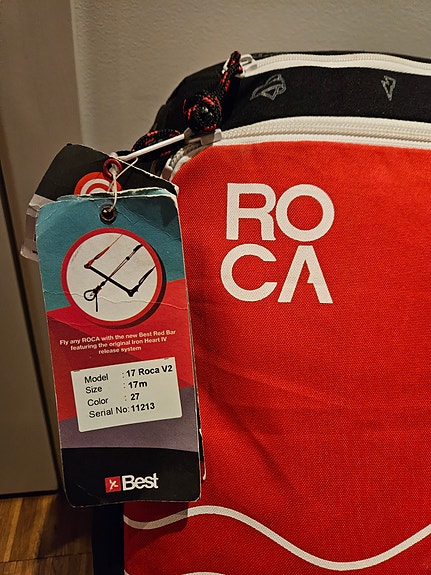 RO
CA
Fly any ROCA with the new Best Red Bar
featuring the original Iron Heart IV
release system
Model : 17 Roca V2
Size : 17m
Color : 27
Serial No: 11213
Best